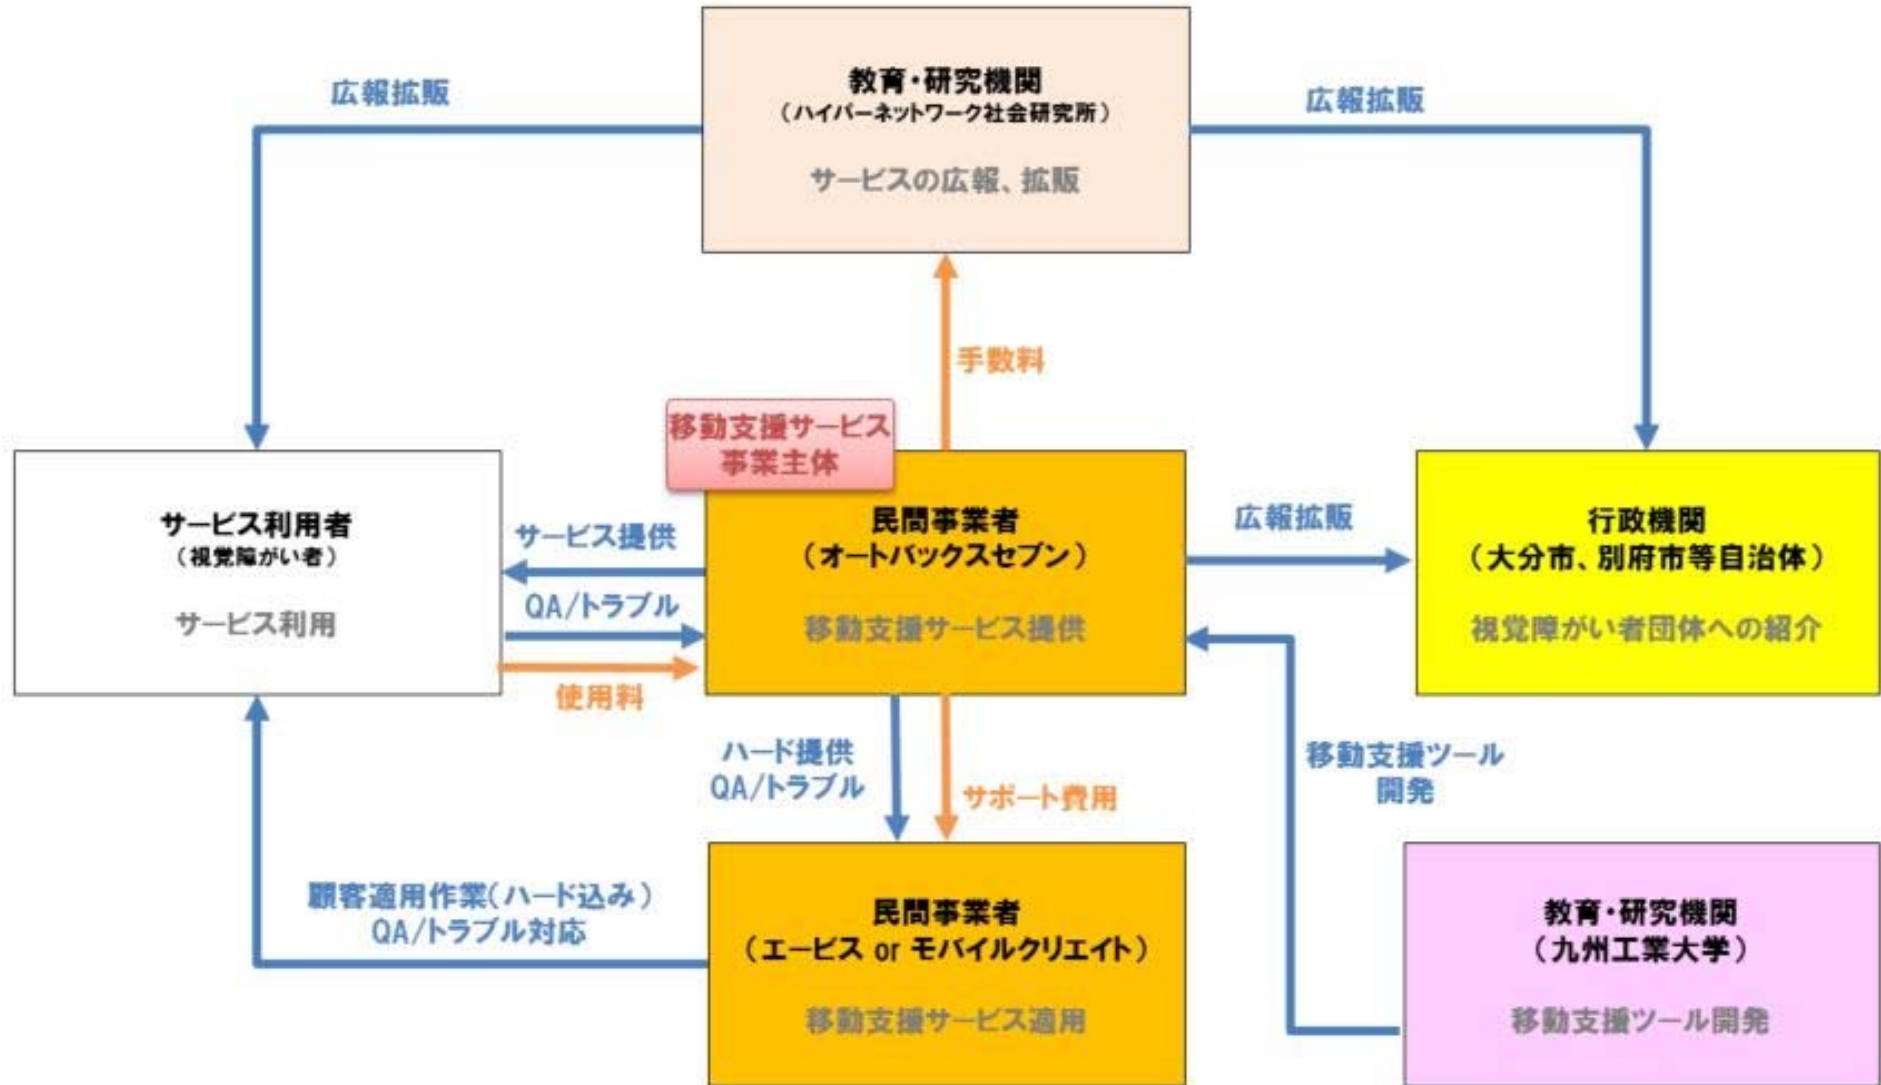 教育・研究機関
(ハイパーネットワーク社会研究所)
サービスの広報、拡販
広報拡販
広報拡販
手数料
移動支援サービス
事業主体
サービス利用者
(視覚障がい者)
サービス利用
サービス提供
QA/トラブル
使用料
民間事業者
(オートバックスセブン)
移動支援サービス提供
広報拡販
行政機関
(大分市、別府市等自治体)
視覚障がい者団体への紹介
ハード提供
QA/トラブル
サポート費用
移動支援ツール
開発
顧客適用作業(ハード込み)
QA/トラブル対応
民間事業者
(エービス or モバイルクリエイト)
移動支援サービス適用
教育・研究機関
(九州工業大学)
移動支援ツール開発